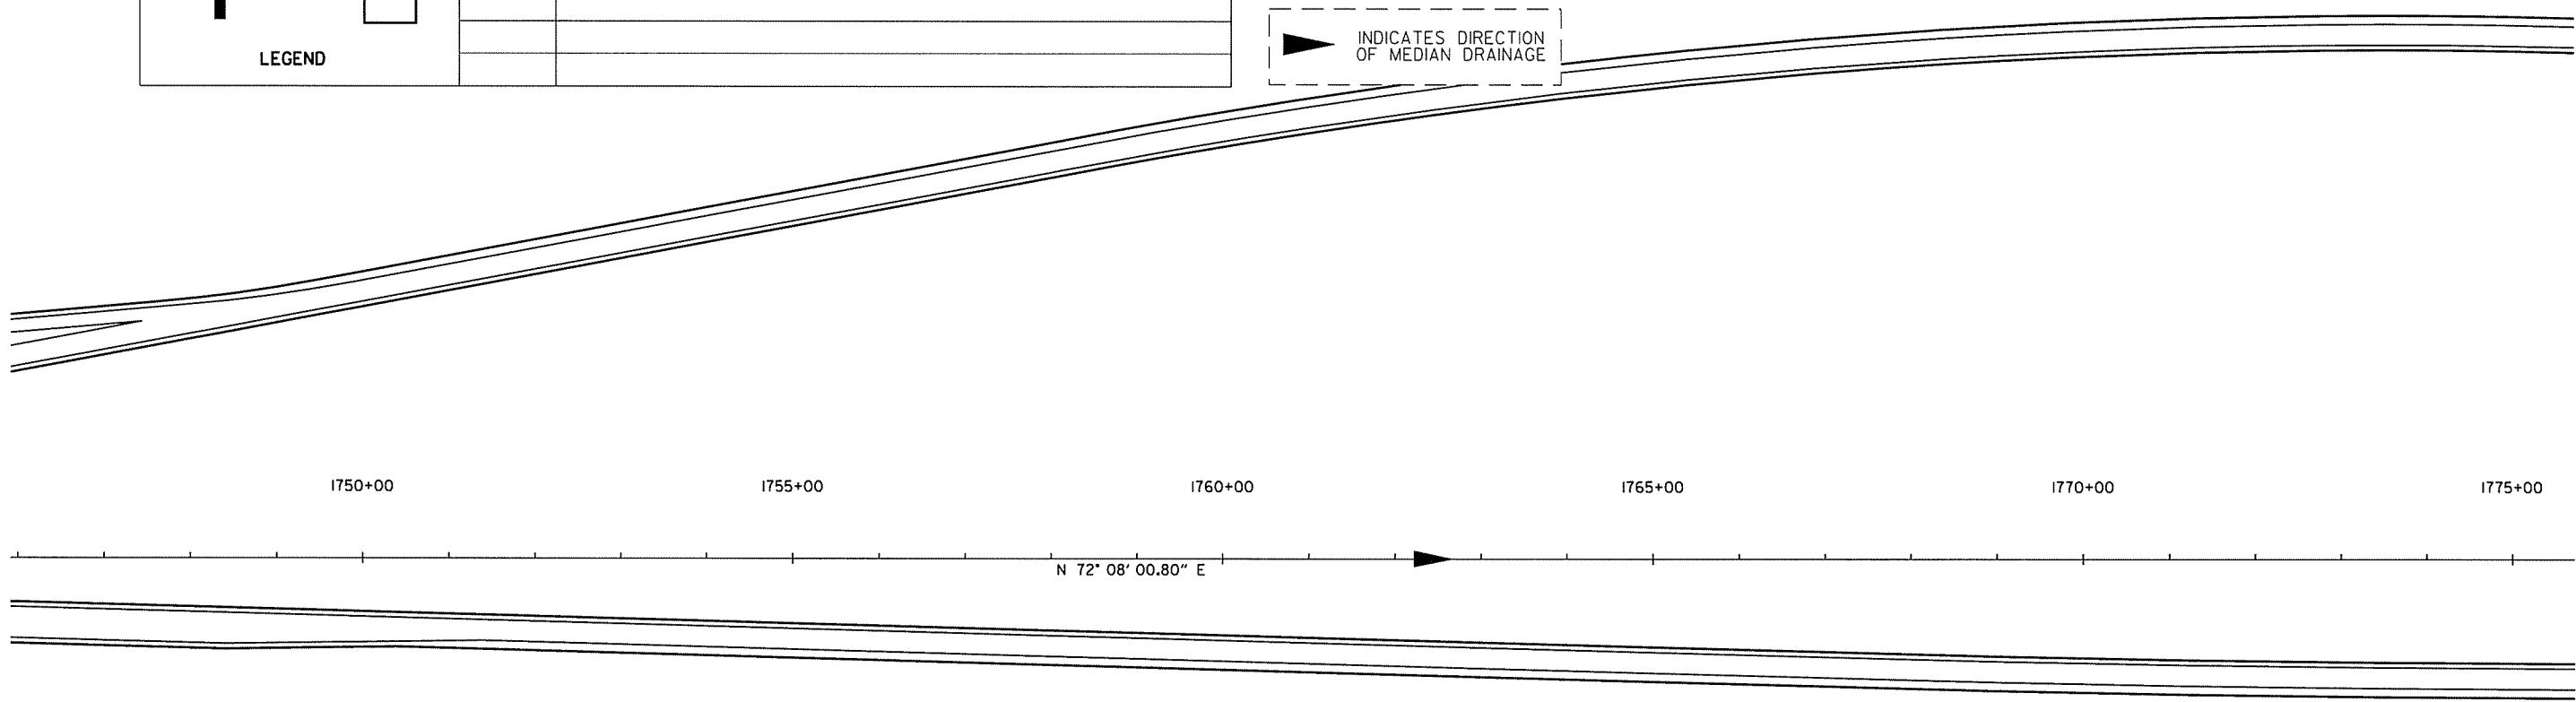 LEGEND
INDICATES DIRECTION
OF MEDIAN DRAINAGE
1750+00 1755+00 1760+00 1765+00 1770+00 1775+00
N 72° 08' 00.80" E